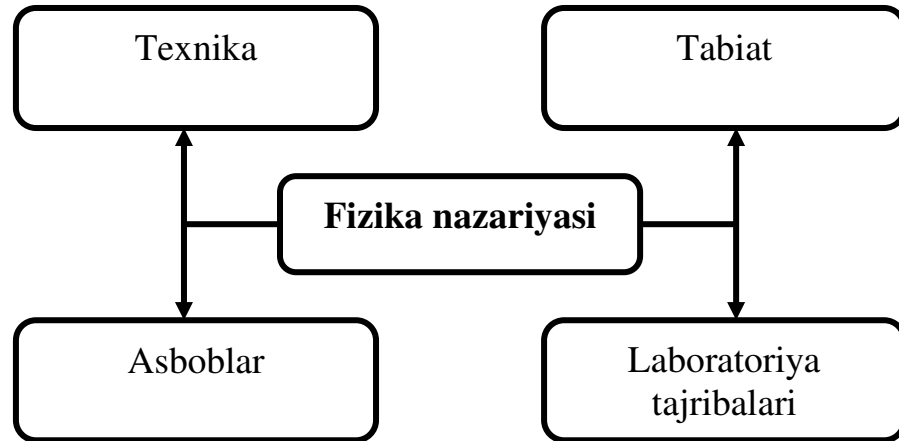 Texnika
Tabiat
Fizika nazariyasi
Asboblar
Laboratoriya
tajribalari